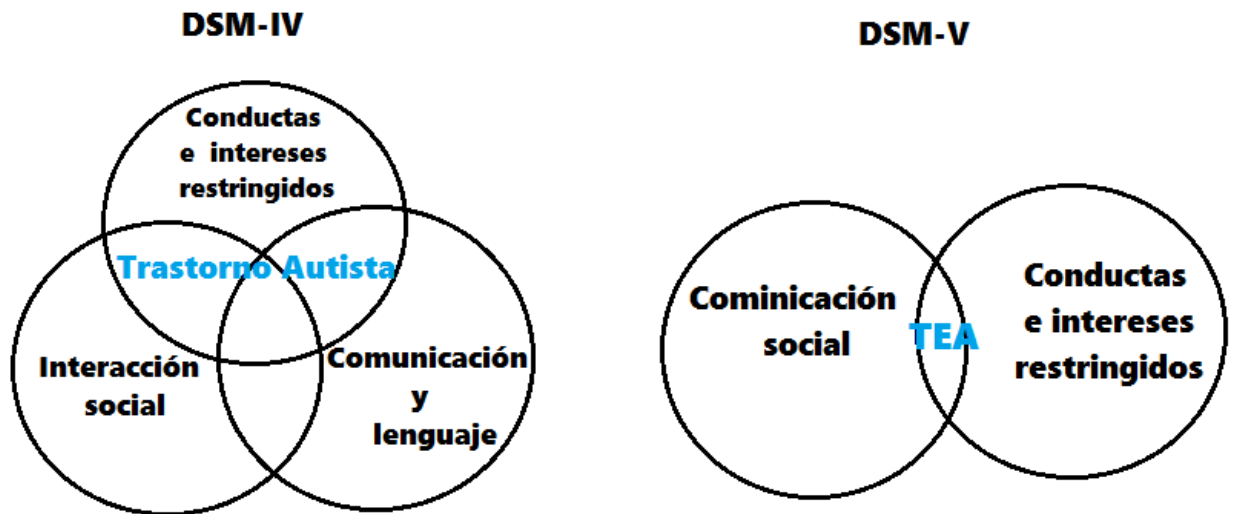 DSM-IV
Conductas
e intereses
restringidos
Trastorno Autista
Interacción
social
Comunicación
y
lenguaje
DSM-V
Cominicación
social
TEA
Conductas
e intereses
restringidos